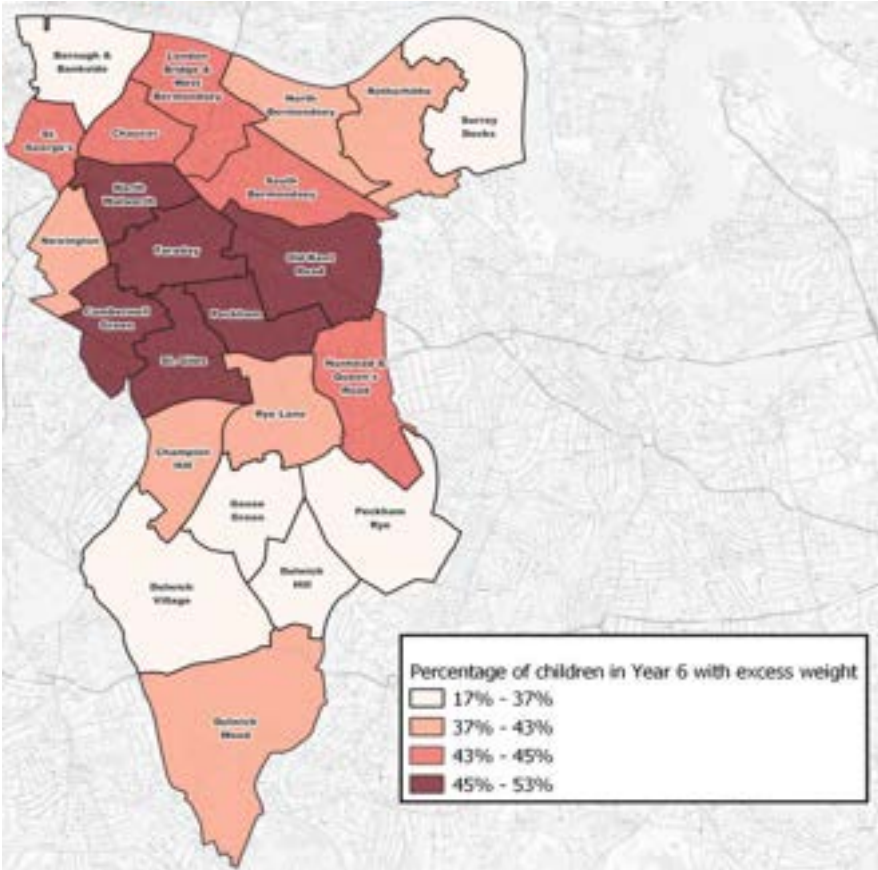 Borough &
Bankside
London
Bridge &
West
Bermondsey
North
Bermondsey
Rotherhithe
Surrey
Docks
St.
George's
Chaucer
South
Bermondsey
North
Walworth
Newington
Faraday
Old Kent
Road
Camberwell
Green
Peckham
St. Giles
Nunhead &
Queen's
Road
Rye Lane
Champion
Hill
Goose
Green
Peckham
Rye
Dulwich
Village
Dulwich
Hill
Dulwich
Wood
Percentage of children in Year 6 with excess weight
17% - 37%
37% - 43%
43% - 45%
45% - 53%